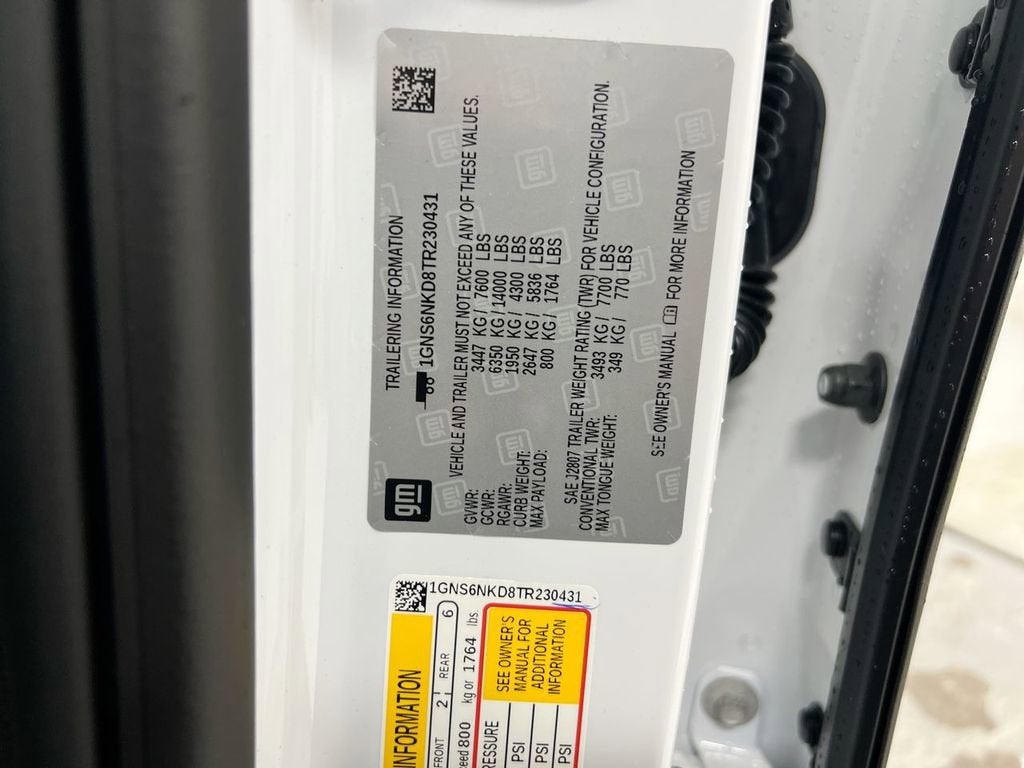 TRAILERING INFORMATION
1GNS6NKD8TR230431
gm
VEHICLE AND TRAILER MUST NOT EXCEED ANY OF THESE VALUES.
GVWR: 3447 KG / 7600 LBS
GCWR: 6350 KG / 14000 LBS
RGAWR: 1950 KG / 4300 LBS
CURB WEIGHT: 2647 KG / 5836 LBS
MAX PAYLOAD: 800 KG / 1764 LBS
SAE J2807 TRAILER WEIGHT RATING (TWR) FOR VEHICLE CONFIGURATION.
CONVENTIONAL TWR: 3493 KG / 7700 LBS
MAX TONGUE WEIGHT: 349 KG / 770 LBS
SEE OWNER'S MANUAL FOR MORE INFORMATION
1GNS6NKD8TR230431
INFORMATION
FRONT 2 REAR 6
800 kg or 1764 lbs.
SEE OWNER'S
MANUAL FOR
ADDITIONAL
INFORMATION
PSI
PSI
PSI